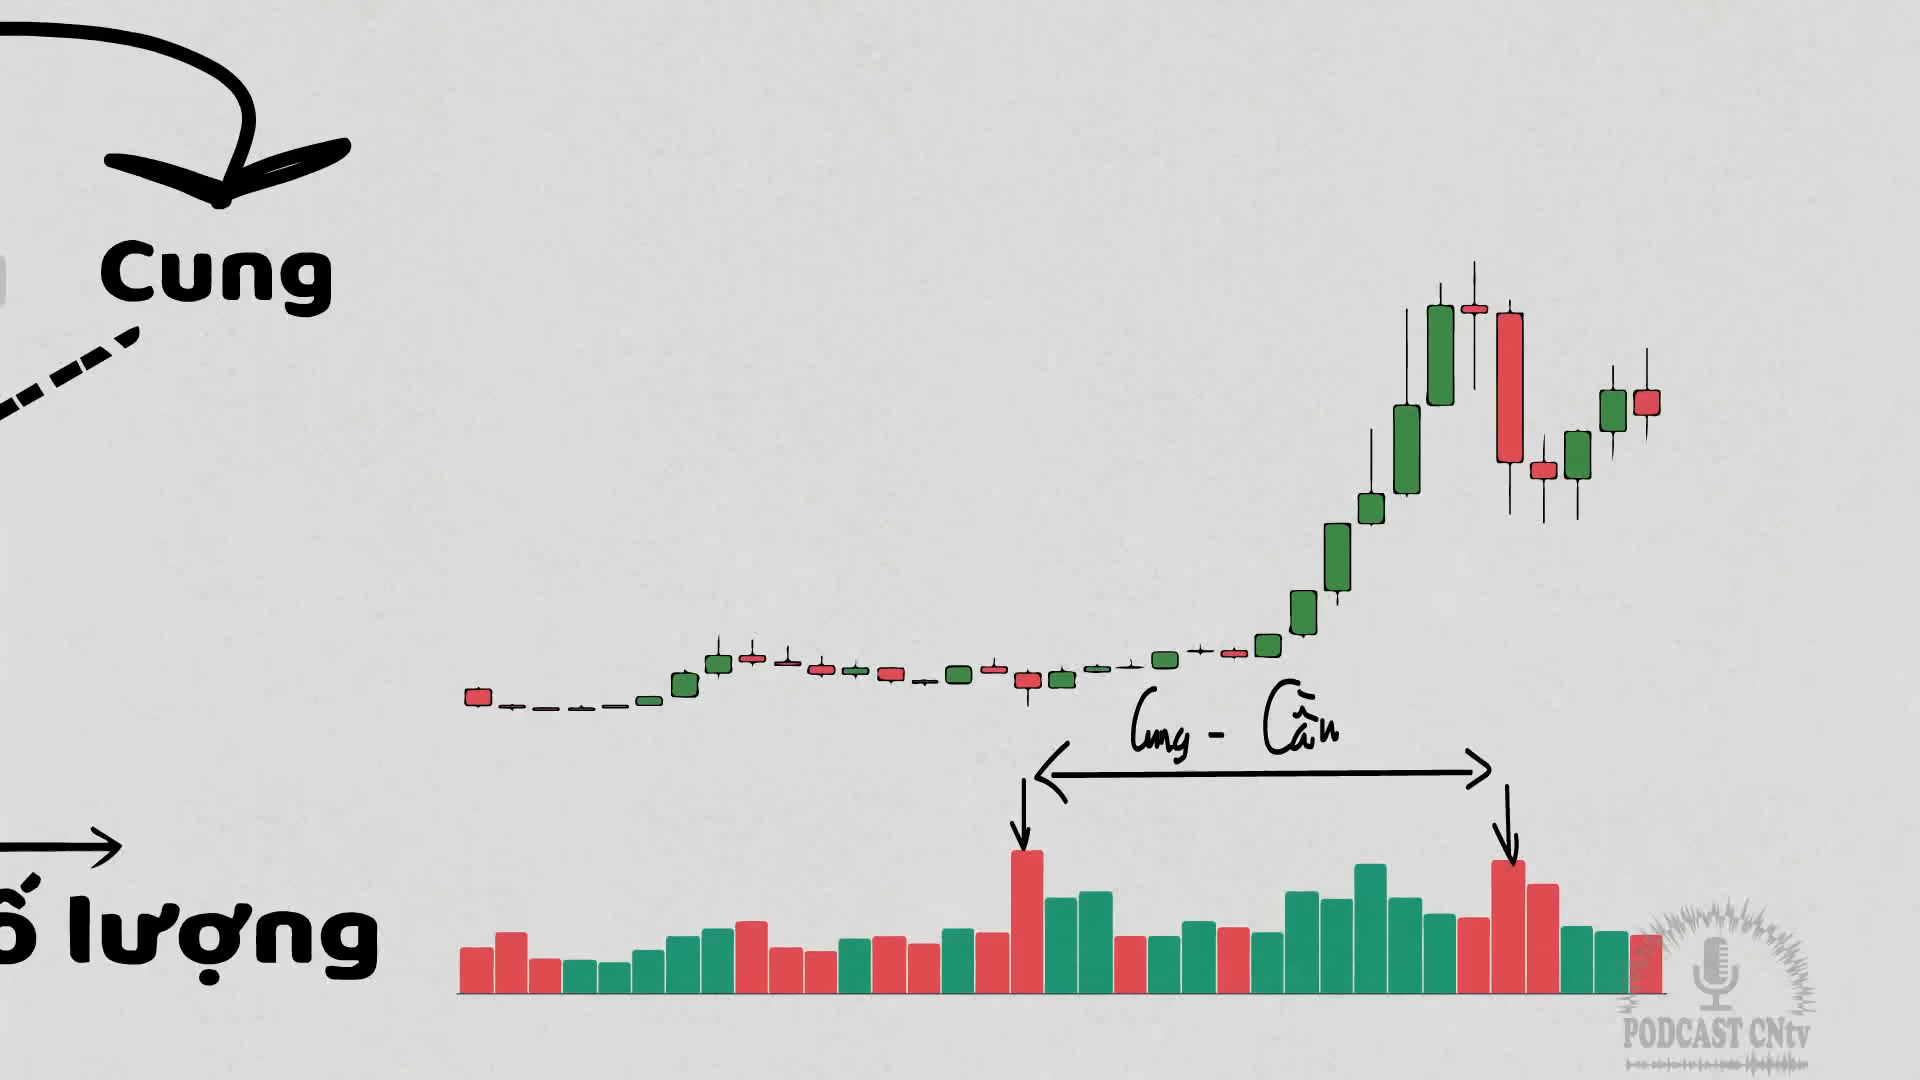 Cung
Cung - Cầu
ố lượng
PODCAST CNtv